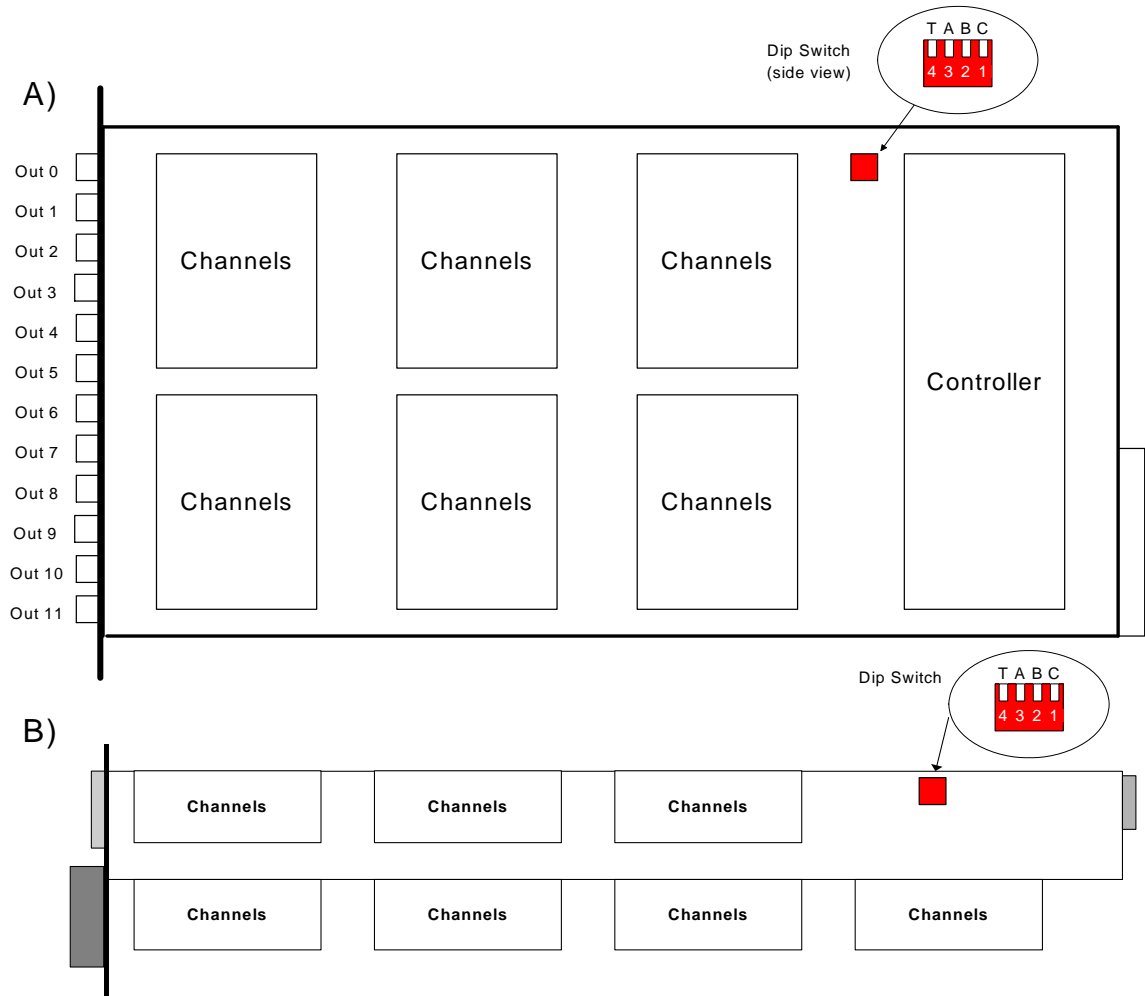 T A B C
Dip Switch
(side view)
4 3 2 1
A)
Out 0
Out 1
Out 2
Out 3
Out 4
Out 5
Out 6
Out 7
Out 8
Out 9
Out 10
Out 11
Channels
Channels
Channels
Controller
Channels
Channels
Channels
Dip Switch
T A B C
4 3 2 1
B)
Channels
Channels
Channels
Channels
Channels
Channels
Channels